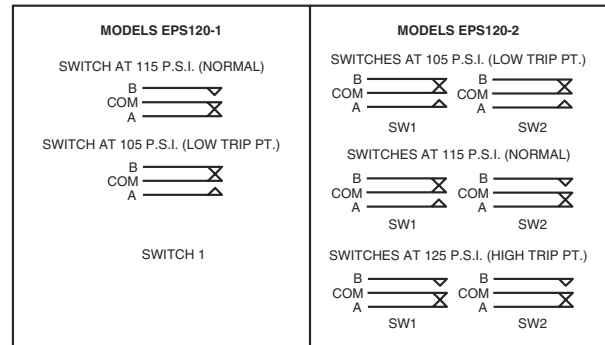 MODELS EPS120-1
SWITCH AT 115 P.S.I. (NORMAL)
B
COM
A
SWITCH AT 105 P.S.I. (LOW TRIP PT.)
B
COM
A
SWITCH 1
MODELS EPS120-2
SWITCHES AT 105 P.S.I. (LOW TRIP PT.)
B B
COM COM
A A
SW1 SW2
SWITCHES AT 115 P.S.I. (NORMAL)
B B
COM COM
A A
SW1 SW2
SWITCHES AT 125 P.S.I. (HIGH TRIP PT.)
B B
COM COM
A A
SW1 SW2